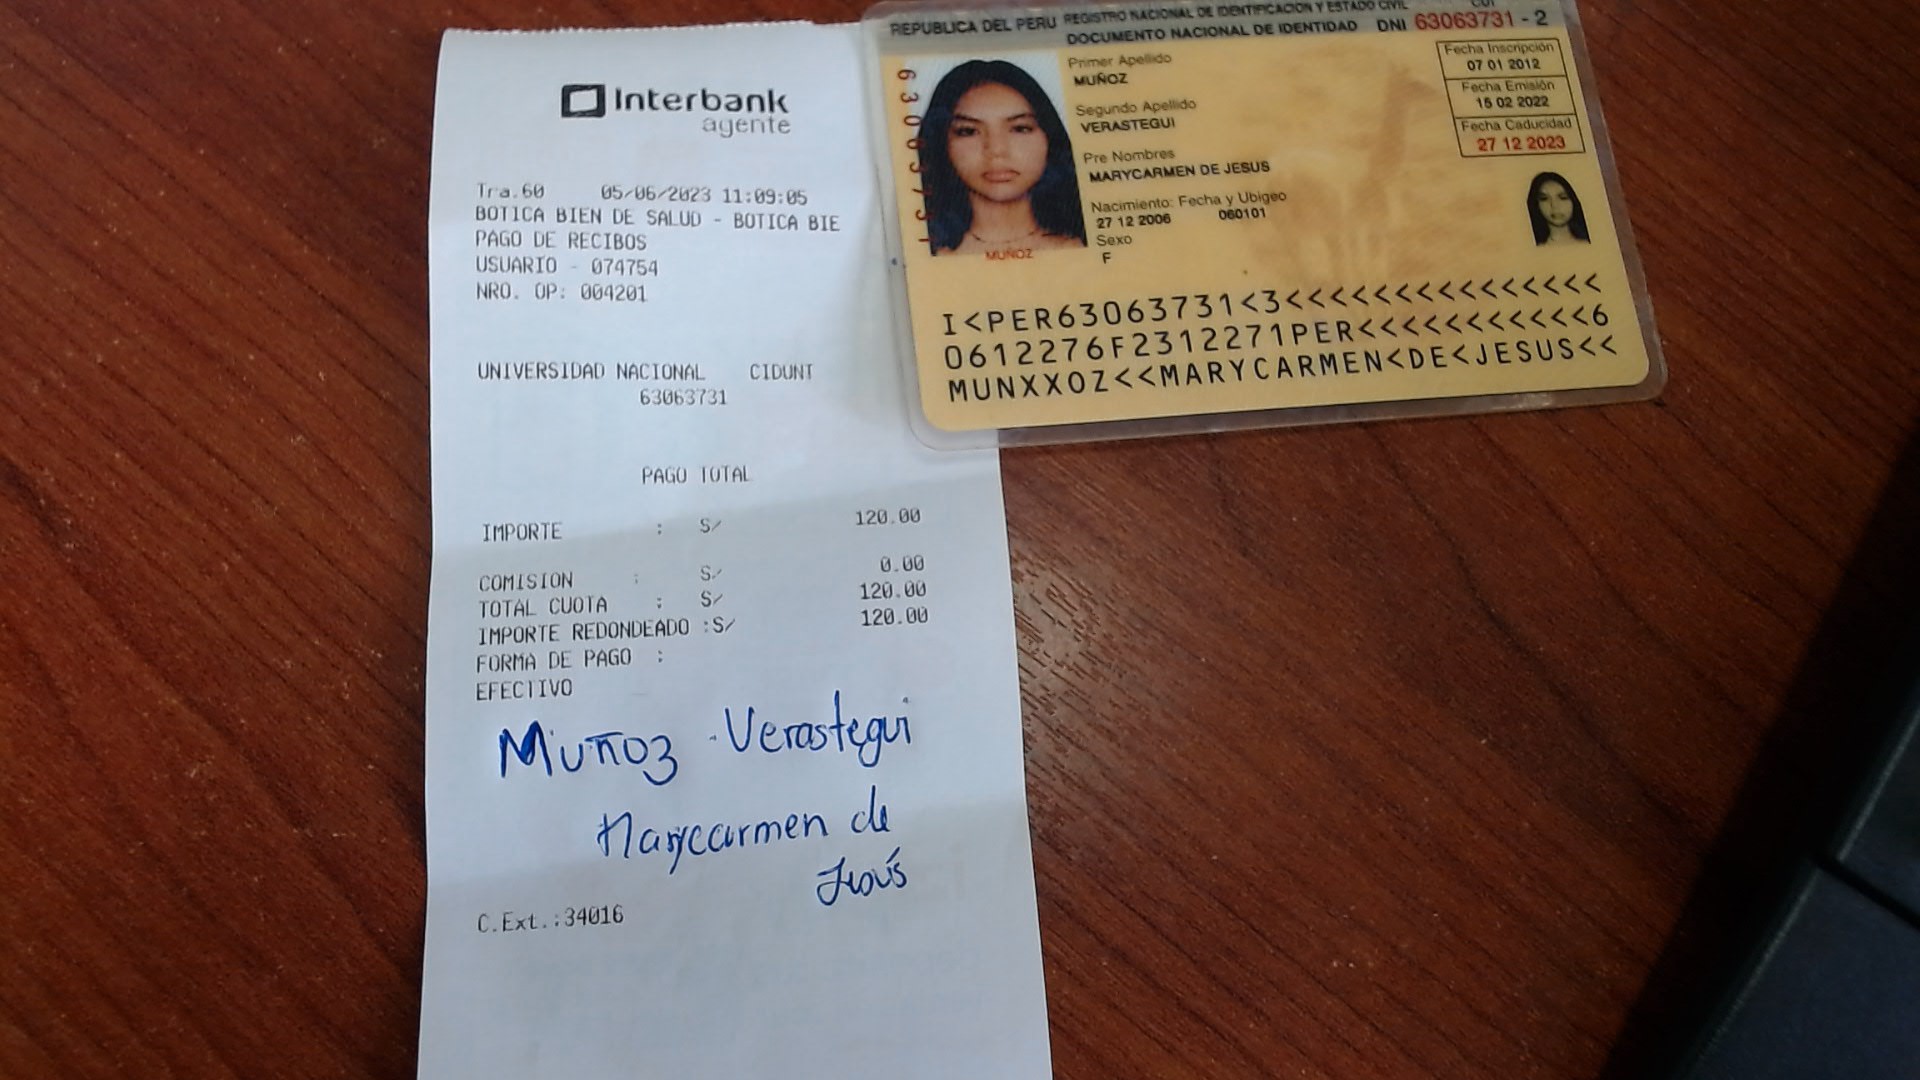 Interbank
agente
Tra.60 05/06/2023 11:09:05
BOTICA BIEN DE SALUD - BOTICA BIE
PAGO DE RECIBOS
USUARIO - 074754
NRO. OP: 004201
UNIVERSIDAD NACIONAL CIDUNT
63063731
PAGO TOTAL
IMPORTE : S/ 120.00
COMISION : S/ 0.00
TOTAL CUOTA : S/ 120.00
IMPORTE REDONDEADO :S/ 120.00
FORMA DE PAGO :
EFECTIVO
Muñoz Verastegui
Marycarmen de
Jesús
C.Ext.:34016
REPUBLICA DEL PERU REGISTRO NACIONAL DE IDENTIFICACION Y ESTADO CIVIL CUI
DOCUMENTO NACIONAL DE IDENTIDAD DNI 63063731 - 2
63063731
Primer Apellido
MUÑOZ
Segundo Apellido
VERASTEGUI
Pre Nombres
MARYCARMEN DE JESUS
Nacimiento: Fecha y Ubigeo
27 12 2006 060101
Sexo
F
MUÑOZ
Fecha Inscripción
07 01 2012
Fecha Emisión
15 02 2022
Fecha Caducidad
27 12 2023
I<PER63063731<3<<<<<<<<<<<<<<<
0612276F2312271PER<<<<<<<<<<<6
MUNXXOZ<<MARYCARMEN<DE<JESUS<<